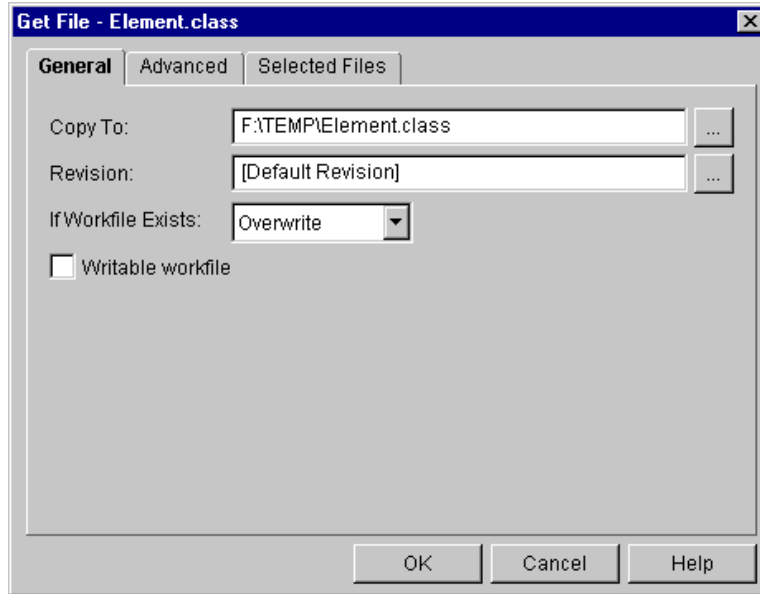 Get File - Element.class
General Advanced Selected Files
Copy To: F:\TEMP\Element.class ...
Revision: [Default Revision] ...
If Workfile Exists: Overwrite
Writable workfile
OK Cancel Help